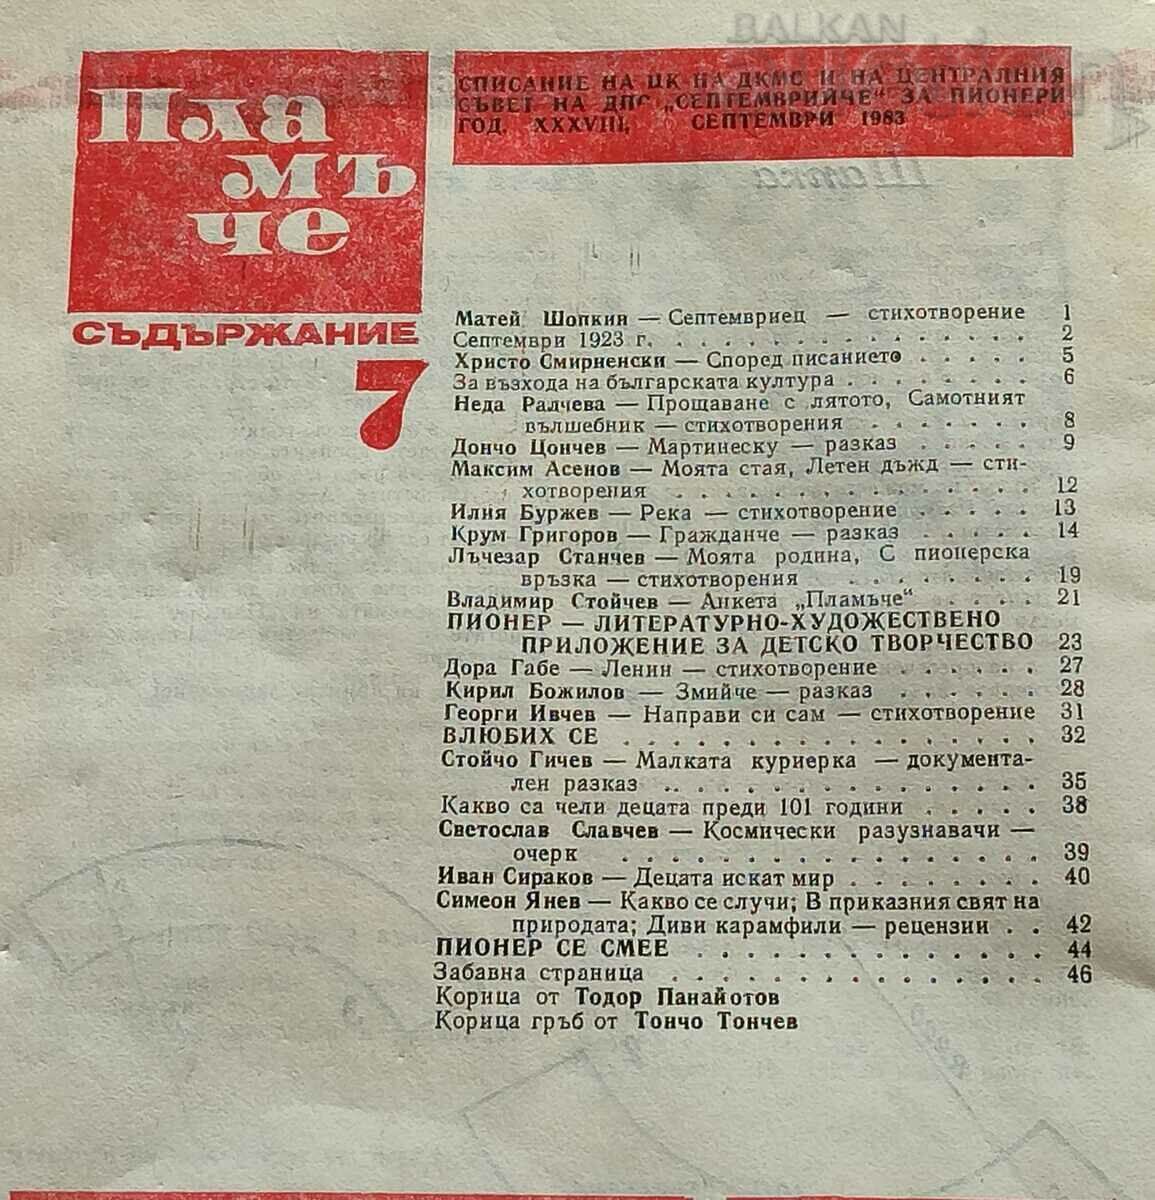 BALKAN
Пла
мъ
че
СПИСАНИЕ НА ЦК НА ДКМС И НА ЦЕНТРАЛНИЯ
СЪВЕТ НА ДПО „СЕПТЕМВРИЙЧЕ“ ЗА ПИОНЕРИ
ГОД. XXXVIII, СЕПТЕМВРИ 1983
СЪДЪРЖАНИЕ
7
Матей Шопкин — Септемвриец — стихотворение 1
Септември 1923 г. . . . . . . . . . . . . . . 2
Христо Смирненски — Според писанието . . . . . 5
За възхода на българската култура . . . . . . . 6
Неда Ралчева — Прощаване с лятото, Самотният
вълшебник — стихотворения . . . . . . 8
Дончо Цончев — Мартинеску — разказ . . . . . 9
Максим Асенов — Моята стая, Летен дъжд — сти-
хотворения . . . . . . . . . . . . . . 12
Илия Буржев — Река — стихотворение . . . . . 13
Крум Григоров — Гражданче — разказ . . . . . 14
Лъчезар Станчев — Моята родина, С пионерска
връзка — стихотворения . . . . . . . 19
Владимир Стойчев — Анкета „Пламъче“ . . . . 21
ПИОНЕР — ЛИТЕРАТУРНО-ХУДОЖЕСТВЕНО
ПРИЛОЖЕНИЕ ЗА ДЕТСКО ТВОРЧЕСТВО 23
Дора Габе — Ленин — стихотворение . . . . . . 27
Кирил Божилов — Змийче — разказ . . . . . . 28
Георги Ивчев — Направи си сам — стихотворение 31
ВЛЮБИХ СЕ . . . . . . . . . . . . . . . . 32
Стойчо Гичев — Малката куриерка — документа-
лен разказ . . . . . . . . . . . . . . 35
Какво са чели децата преди 101 години . . . . . 38
Светослав Славчев — Космически разузнавачи —
очерк . . . . . . . . . . . . . . . . 39
Иван Сираков — Децата искат мир . . . . . . . . 40
Симеон Янев — Какво се случи; В приказния свят на
природата; Диви карамфили — рецензии . . 42
ПИОНЕР СЕ СМЕЕ . . . . . . . . . . . . . 44
Забавна страница . . . . . . . . . . . . . . 46
Корица от Тодор Панайотов
Корица гръб от Тончо Тончев